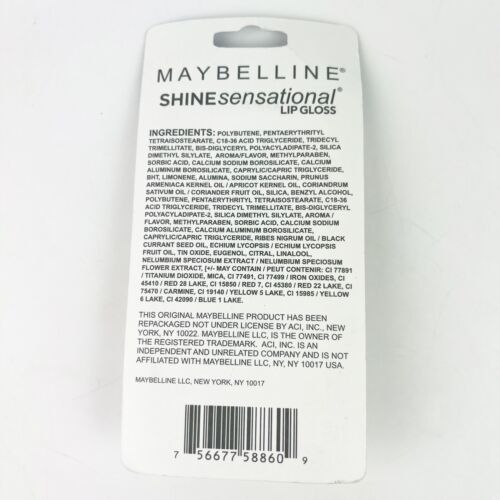 MAYBELLINE®
SHINEsensational®
LIP GLOSS
INGREDIENTS: POLYBUTENE, PENTAERYTHRITYL
TETRAISOSTEARATE, C18-36 ACID TRIGLYCERIDE, TRIDECYL
TRIMELLITATE, BIS-DIGLYCERYL POLYACYLADIPATE-2, SILICA
DIMETHYL SILYLATE, AROMA/FLAVOR, METHYLPARABEN,
SORBIC ACID, CALCIUM ALUMINUM BOROSILICATE, CALCIUM
ALUMINUM BOROSILICATE, CAPRYLIC/CAPRIC TRIGLYCERIDE,
BHT, LIMONENE, ALUMINA, SODIUM SACCHARIN, PRUNUS
ARMENIACA KERNEL OIL / APRICOT KERNEL OIL, CORIANDRUM
SATIVUM OIL / CORIANDER FRUIT OIL, SILICA, BENZYL ALCOHOL,
POLYBUTENE, PENTAERYTHRITYL TETRAISOSTEARATE, C18-36
ACID TRIGLYCERIDE, TRIDECYL TRIMELLITATE, BIS-DIGLYCERYL
POLYACYLADIPATE-2, SILICA DIMETHYL SILYLATE, AROMA /
FLAVOR, METHYLPARABEN, SORBIC ACID, CALCIUM ALUMINUM
BOROSILICATE, CALCIUM ALUMINUM BOROSILICATE,
CAPRYLIC/CAPRIC TRIGLYCERIDE, RIBES NIGRUM OIL / BLACK
CURRANT SEED OIL, ECHIUM LYCOPSIS / ECHIUM LYCOPSIS
FRUIT OIL, TIN OXIDE, EUGENOL, CITRAL, LINALOOL,
NELUMBIUM SPECIOSUM EXTRACT / NELUMBIUM SPECIOSUM
FLOWER EXTRACT, [+/- MAY CONTAIN / PEUT CONTENIR: CI 77891
/ TITANIUM DIOXIDE, MICA, CI 77491, CI 77499 / IRON OXIDES, CI
45410 / RED 28 LAKE, CI 15850 / RED 7, CI 45380 / RED 22 LAKE, CI
75470 / CARMINE, CI 19140 / YELLOW 5 LAKE, CI 15985 / YELLOW
6 LAKE, CI 42090 / BLUE 1 LAKE.
THIS ORIGINAL MAYBELLINE PRODUCT HAS BEEN
REPACKAGED NOT UNDER LICENSE BY ACI, INC., NEW
YORK, NY 10022. MAYBELLINE LLC, IS THE OWNER OF
THE REGISTERED TRADEMARK. ACI, INC. IS AN
INDEPENDENT AND UNRELATED COMPANY AND IS NOT
AFFILIATED WITH MAYBELLINE LLC, NY, NY 10017 USA.
MAYBELLINE LLC, NEW YORK, NY 10017
7 56677 58860 9